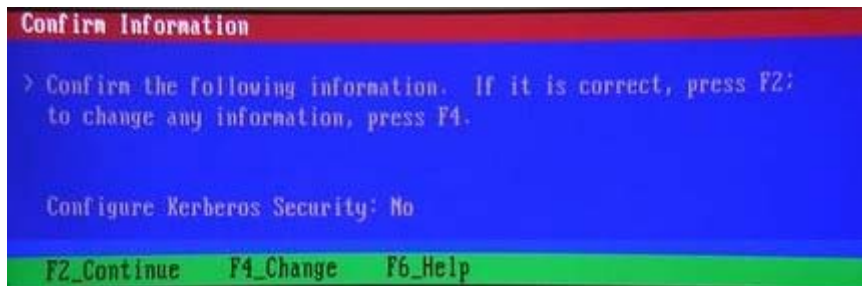 Confirm Information
> Confirm the following information. If it is correct, press F2;
to change any information, press F4.
Configure Kerberos Security: No
F2_Continue F4_Change F6_Help